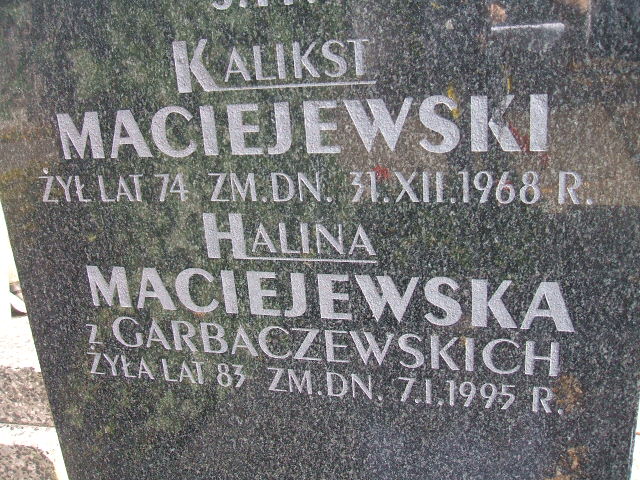 Kalikst
MACIEJEWSKI
ŻYŁ LAT 74 ZM.DN. 31.XII.1968 R.
HALINA
MACIEJEWSKA
z GARBACZEWSKICH
ŻYŁA LAT 83 ZM.DN. 7.I.1995 R.